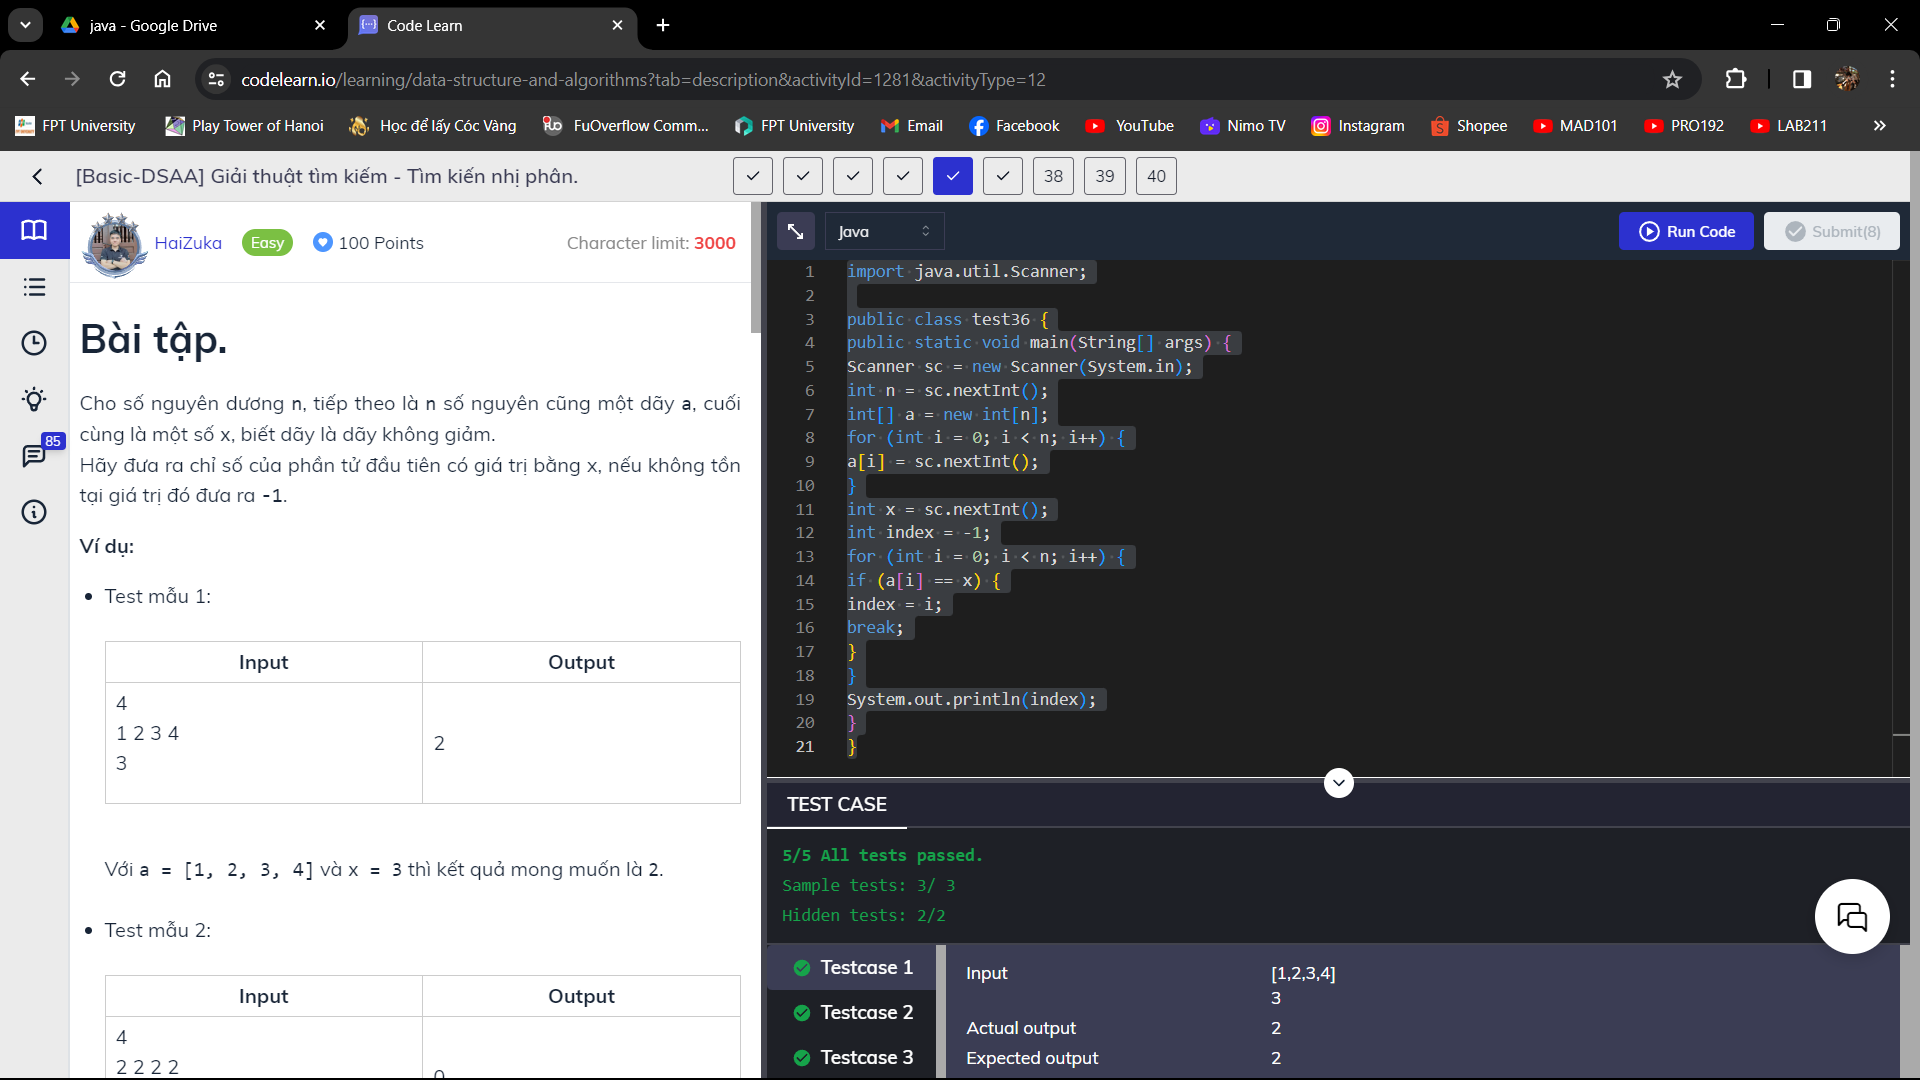 java - Google Drive
Code Learn
codelearn.io/learning/data-structure-and-algorithms?tab=description&activityId=1281&activityType=12
FPT University
Play Tower of Hanoi
Học để lấy Cóc Vàng
FuOverflow Comm...
FPT University
Email
Facebook
YouTube
Nimo TV
Instagram
Shopee
MAD101
PRO192
LAB211
[Basic-DSAA] Giải thuật tìm kiếm - Tìm kiến nhị phân.
38
39
40
HaiZuka
Easy
100 Points
Character limit: 3000
85
Bài tập.
Cho số nguyên dương n, tiếp theo là n số nguyên cũng một dãy a, cuối
cùng là một số x, biết dãy là dãy không giảm.
Hãy đưa ra chỉ số của phần tử đầu tiên có giá trị bằng x, nếu không tồn
tại giá trị đó đưa ra -1.
Ví dụ:
Test mẫu 1:
Input Output
4
1 2 3 4
3
2
Với a = [1, 2, 3, 4] và x = 3 thì kết quả mong muốn là 2.
Test mẫu 2:
Input Output
4
2 2 2 2
0
Java
Run Code
Submit(8)
1 import java.util.Scanner;
2
3 public class test36 {
4 public static void main(String[] args) {
5 Scanner sc = new Scanner(System.in);
6 int n = sc.nextInt();
7 int[] a = new int[n];
8 for (int i = 0; i < n; i++) {
9 a[i] = sc.nextInt();
10 }
11 int x = sc.nextInt();
12 int index = -1;
13 for (int i = 0; i < n; i++) {
14 if (a[i] == x) {
15 index = i;
16 break;
17 }
18 }
19 System.out.println(index);
20 }
21 }
TEST CASE
5/5 All tests passed.
Sample tests: 3/ 3
Hidden tests: 2/2
Testcase 1
Testcase 2
Testcase 3
Input [1,2,3,4]
3
Actual output 2
Expected output 2